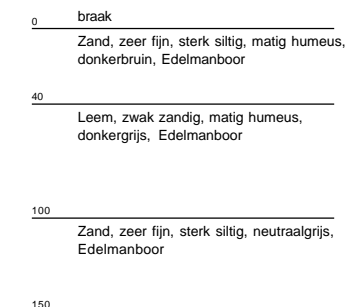 braak
0
Zand, zeer fijn, sterk siltig, matig humeus,
donkerbruin, Edelmanboor
40
Leem, zwak zandig, matig humeus,
donkergrijs, Edelmanboor
100
Zand, zeer fijn, sterk siltig, neutraalgrijs,
Edelmanboor
150